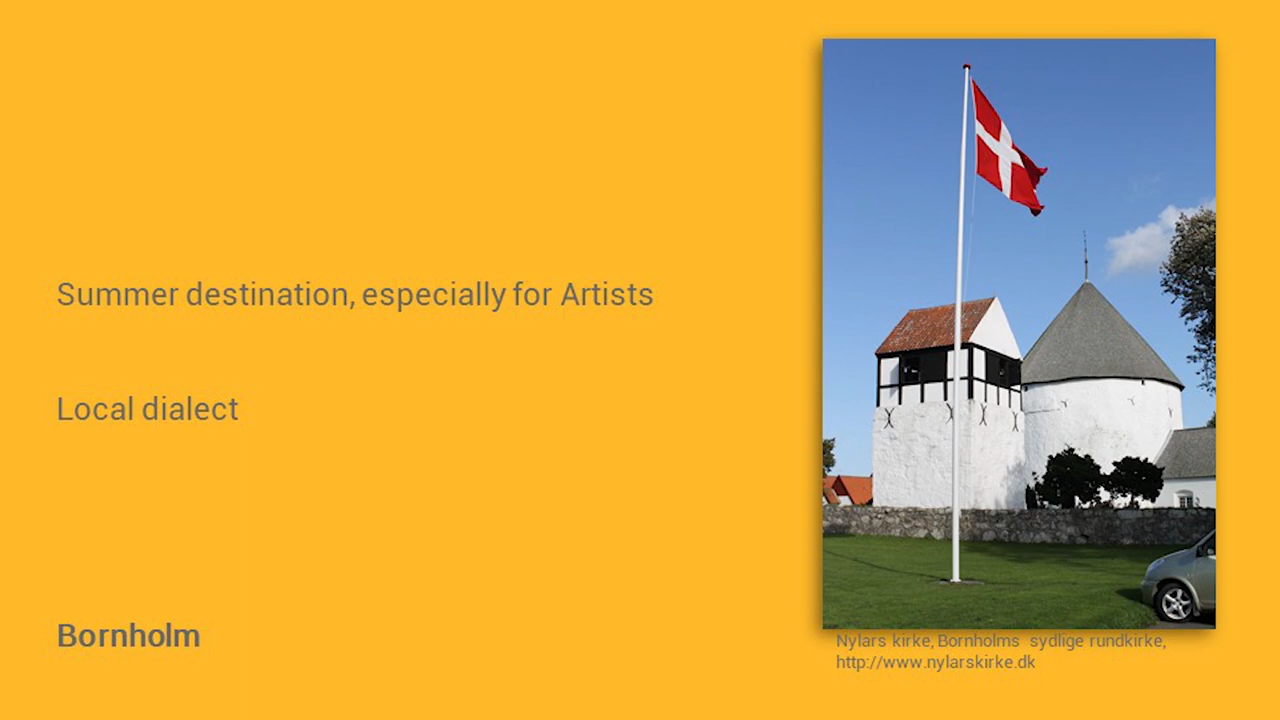 Summer destination, especially for Artists
Local dialect
Bornholm
Nylars kirke, Bornholms sydlige rundkirke,
http://www.nylarskirke.dk